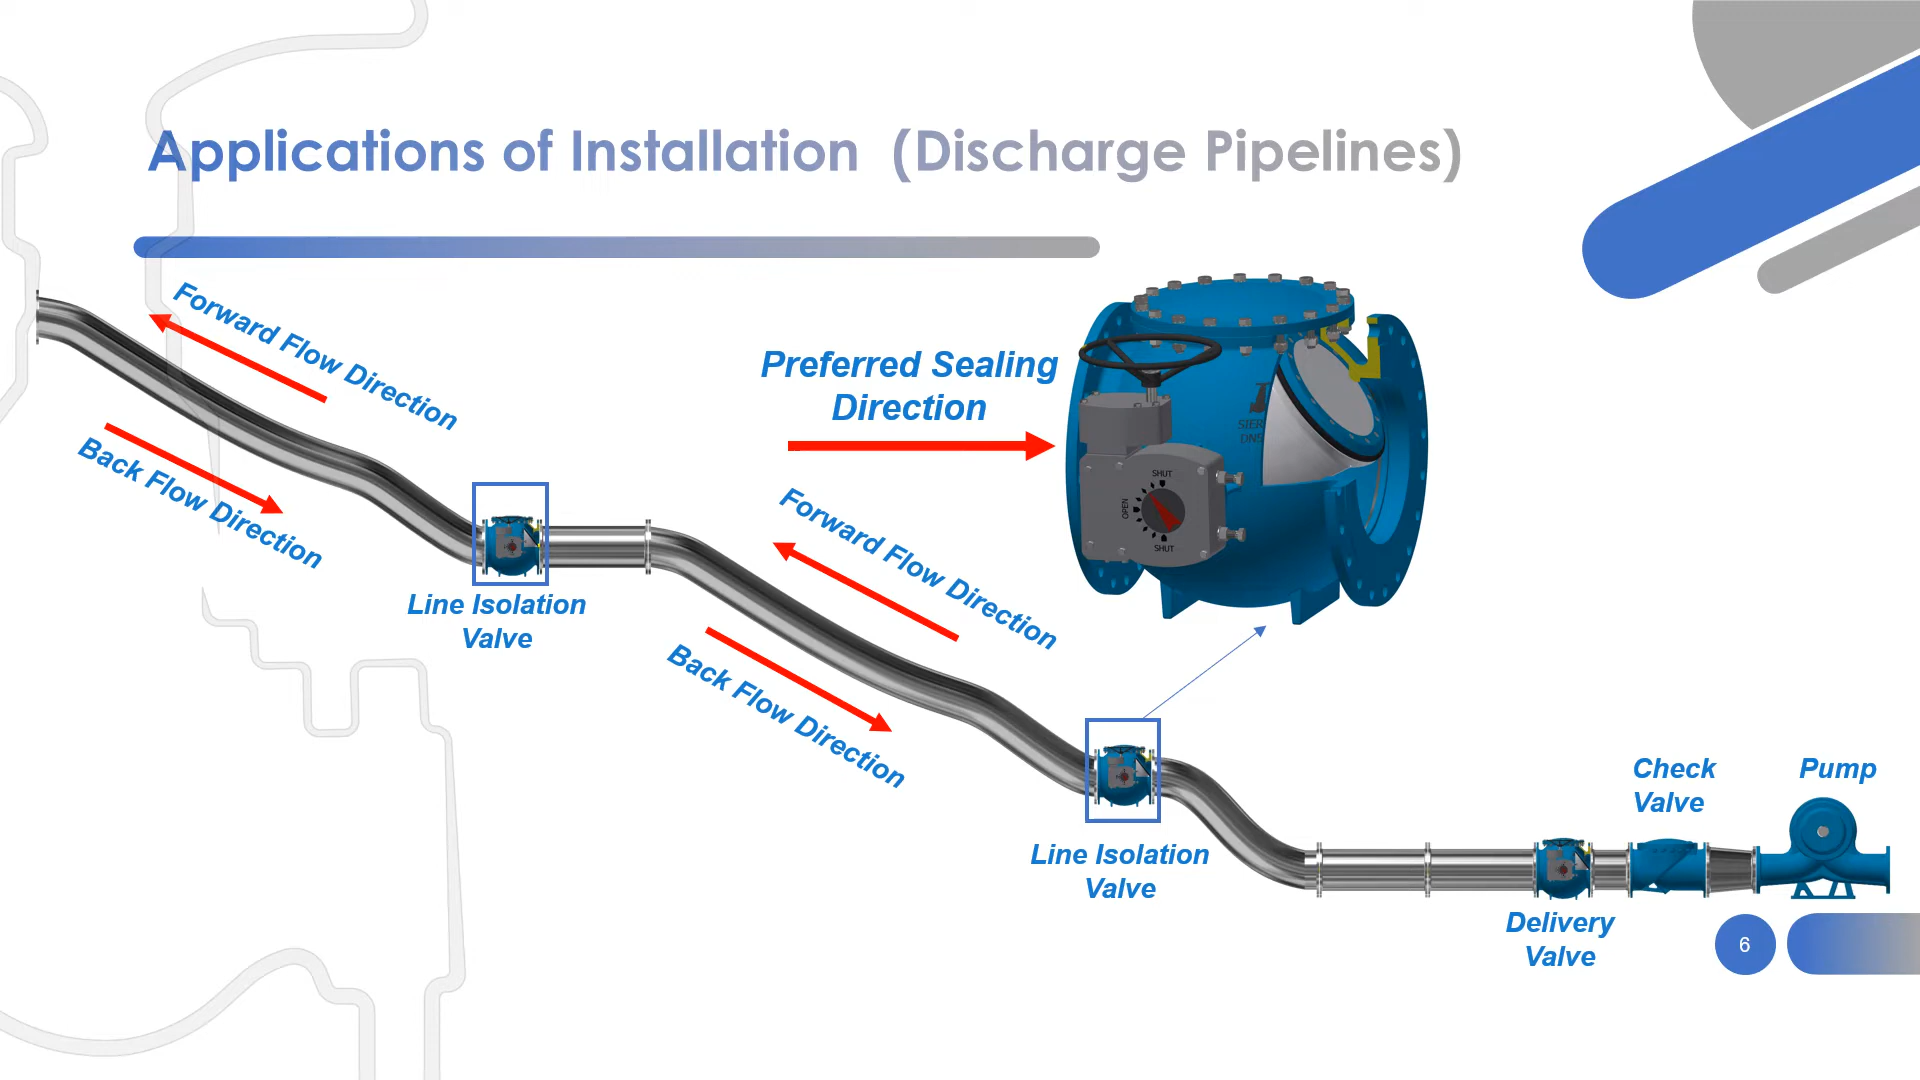 Applications of Installation (Discharge Pipelines)
Forward Flow Direction
Back Flow Direction
Preferred Sealing
Direction
SHUT
OPEN
SHUT
Forward Flow Direction
Back Flow Direction
Line Isolation
Valve
Line Isolation
Valve
Check
Valve
Pump
Delivery
Valve
6